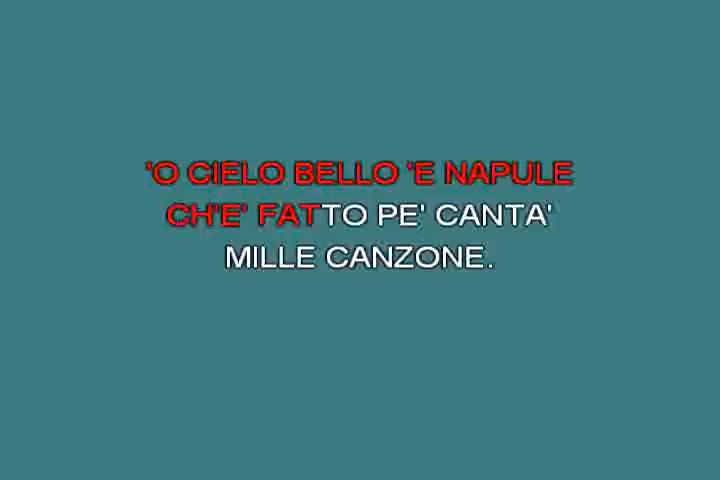 'O CIELO BELLO 'E NAPULE
CH'E' FATTO PE' CANTA'
MILLE CANZONE.